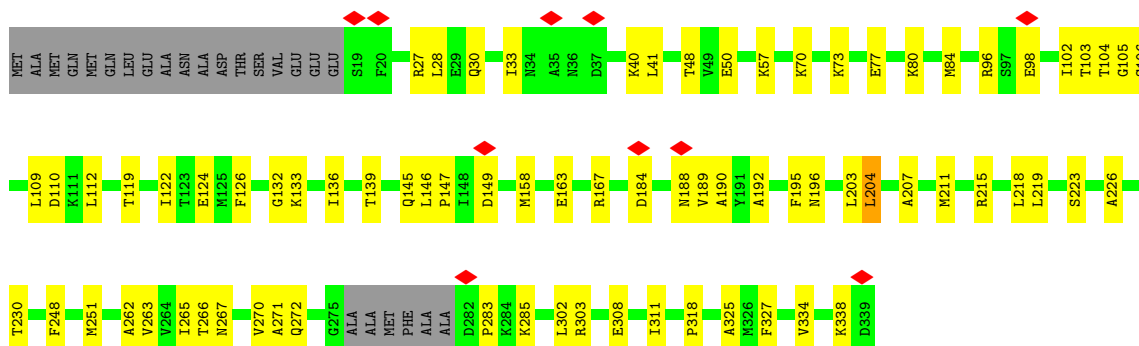 MET ALA MET GLN MET GLN LEU GLU ALA ASN ALA ASP THR SER VAL GLU GLU GLU S19 F20 R27 L28 E29 Q30 I33 N34 A35 N36 D37 K40 L41 T48 V49 E50 K57 K70 K73 E77 K80 M84 R96 S97 E98 I102 T103 T104 G105
L109 D110 K111 L112 T119 I122 T123 E124 M125 F126 G132 K133 I136 T139 Q145 L146 P147 I148 D149 M158 E163 R167 D184 N188 V189 A190 Y191 A192 F195 N196 L203 L204 A207 M211 R215 L218 L219 S223 A226
T230 F248 M251 A262 V263 V264 I265 T266 N267 V270 A271 Q272 G275 ALA ALA MET PHE ALA ALA D282 P283 K284 K285 L302 R303 E308 I311 P318 A325 M326 F327 V334 K338 D339